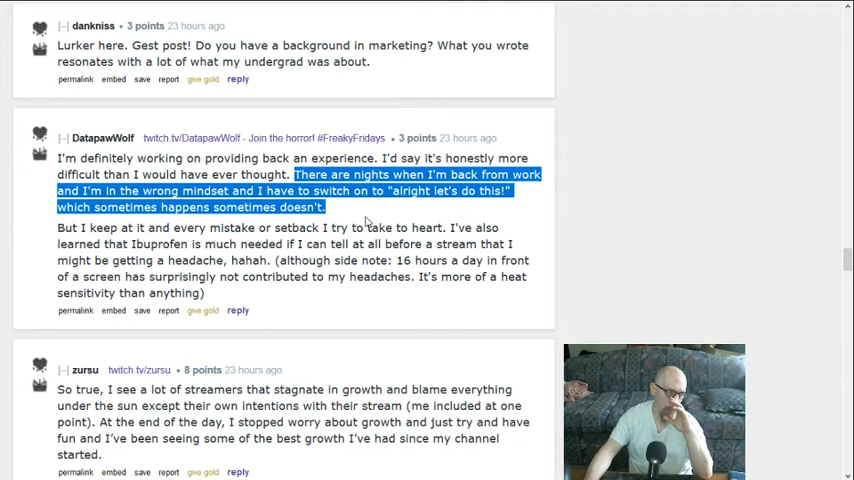 [–] dankniss • 3 points 23 hours ago
Lurker here. Gest post! Do you have a background in marketing? What you wrote
resonates with a lot of what my undergrad was about.
permalink embed save report give gold reply
[–] DatapawWolf twitch.tv/DatapawWolf - Join the horror! #FreakyFridays • 3 points 23 hours ago
I'm definitely working on providing back an experience. I'd say it's honestly more
difficult than I would have ever thought. There are nights when I'm back from work
and I'm in the wrong mindset and I have to switch on to "alright let's do this!"
which sometimes happens sometimes doesn't.
But I keep at it and every mistake or setback I try to take to heart. I've also
learned that Ibuprofen is much needed if I can tell at all before a stream that I
might be getting a headache, hahah. (although side note: 16 hours a day in front
of a screen has surprisingly not contributed to my headaches. It's more of a heat
sensitivity than anything)
permalink embed save report give gold reply
[–] zursu twitch.tv/zursu • 8 points 23 hours ago
So true, I see a lot of streamers that stagnate in growth and blame everything
under the sun except their own intentions with their stream (me included at one
point). At the end of the day, I stopped worry about growth and just try and have
fun and I've been seeing some of the best growth I've had since my channel
started.
permalink embed save report give gold reply